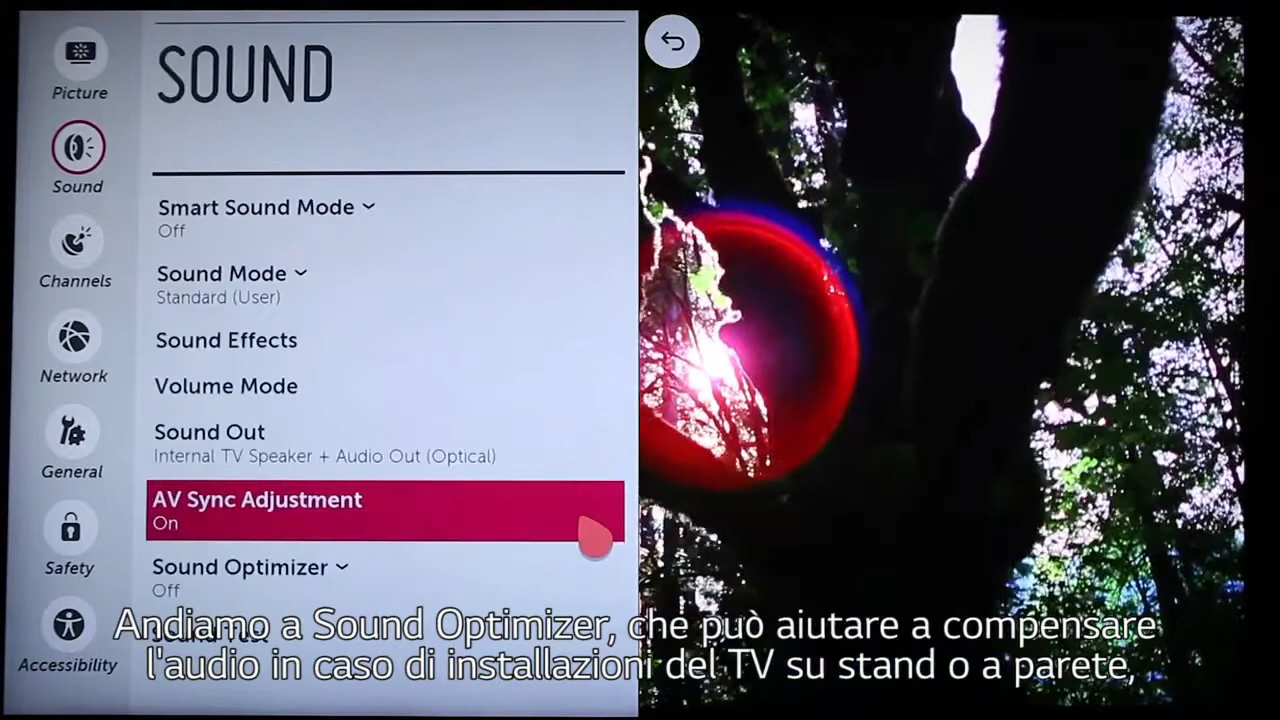 SOUND
Picture
Sound
Channels
Network
General
Safety
Accessibility
Smart Sound Mode
Off
Sound Mode
Standard (User)
Sound Effects
Volume Mode
Sound Out
Internal TV Speaker + Audio Out (Optical)
AV Sync Adjustment
On
Sound Optimizer
Off
Andiamo a Sound Optimizer, che può aiutare a compensare
l'audio in caso di installazioni del TV su stand o a parete,